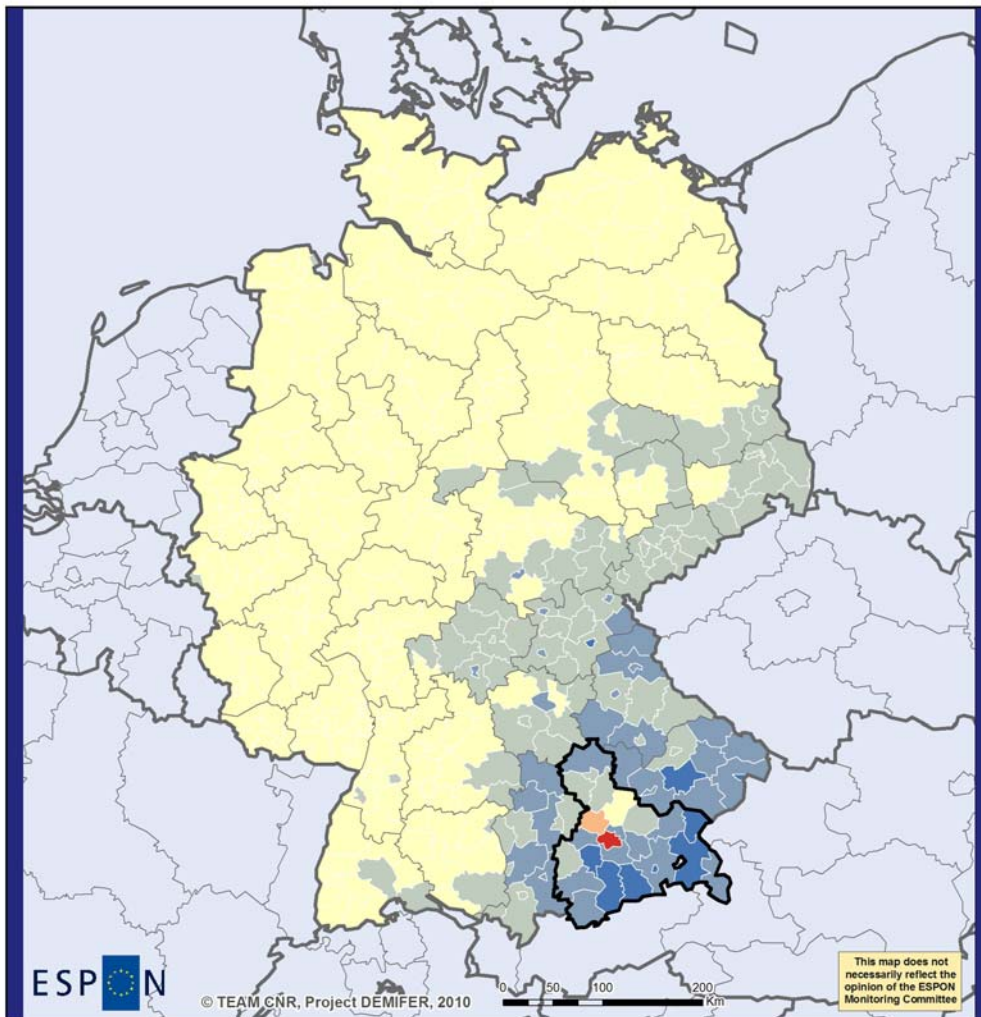 ESPON
© TEAM CNR, Project DEMIFER, 2010
0 50 100 200
Km
This map does not
necessarily reflect the
opinion of the ESPON
Monitoring Committee